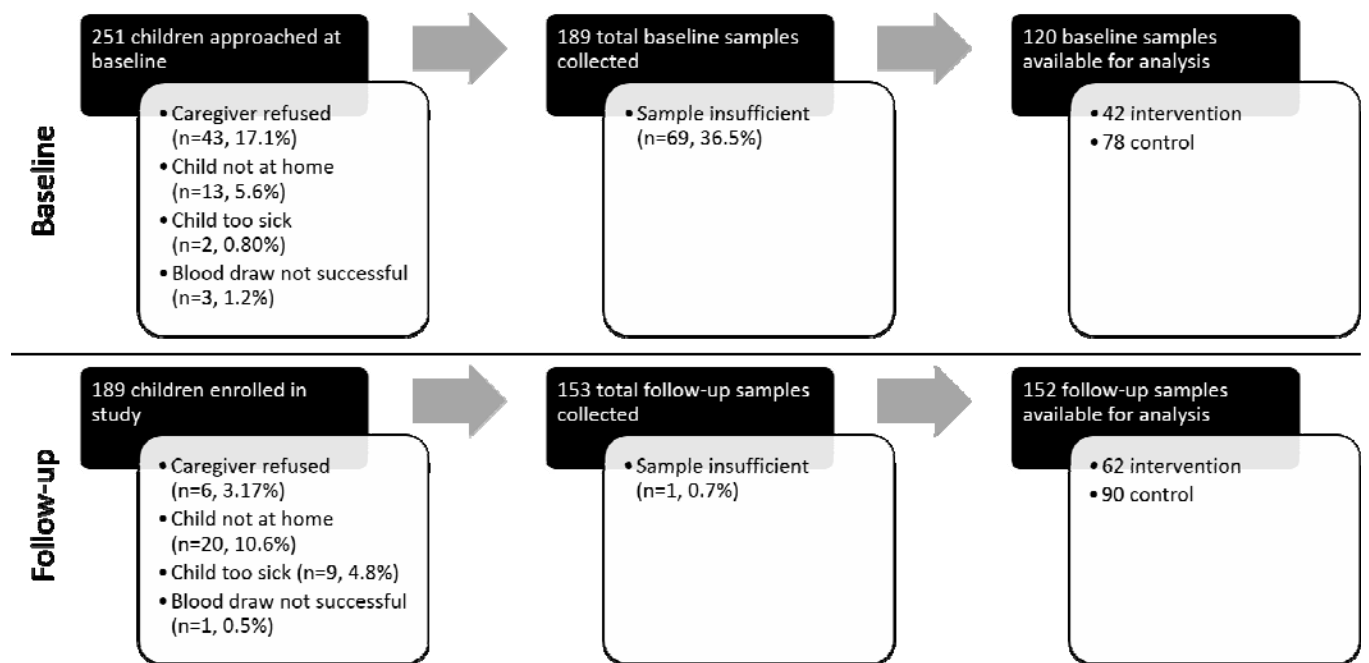 Baseline
251 children approached at
baseline
• Caregiver refused
(n=43, 17.1%)
• Child not at home
(n=13, 5.6%)
• Child too sick
(n=2, 0.80%)
• Blood draw not successful
(n=3, 1.2%)
189 total baseline samples
collected
• Sample insufficient
(n=69, 36.5%)
120 baseline samples
available for analysis
• 42 intervention
• 78 control
Follow-up
189 children enrolled in
study
• Caregiver refused
(n=6, 3.17%)
• Child not at home
(n=20, 10.6%)
• Child too sick (n=9, 4.8%)
• Blood draw not successful
(n=1, 0.5%)
153 total follow-up samples
collected
• Sample insufficient
(n=1, 0.7%)
152 follow-up samples
available for analysis
• 62 intervention
• 90 control